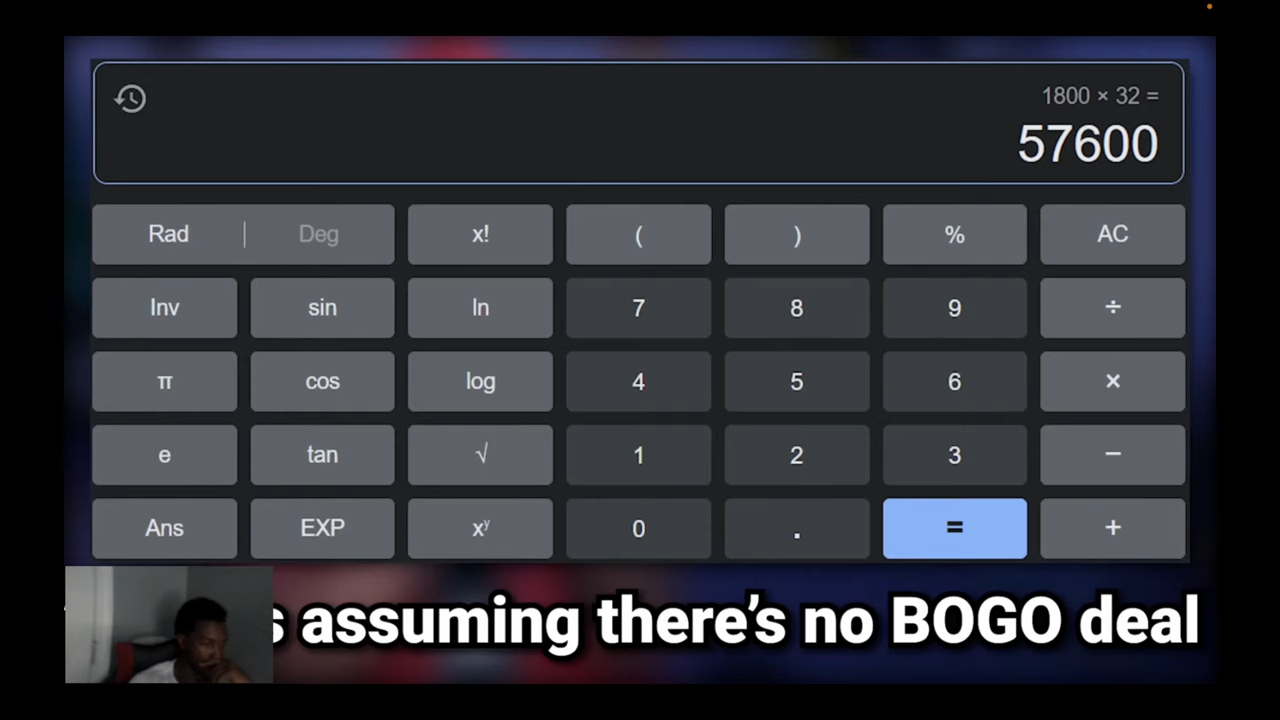 1800 × 32 =
57600
Rad | Deg x! ( ) % AC
Inv sin ln 7 8 9 ÷
π cos log 4 5 6 ×
e tan √ 1 2 3 −
Ans EXP xʸ 0 . = +
assuming there’s no BOGO deal